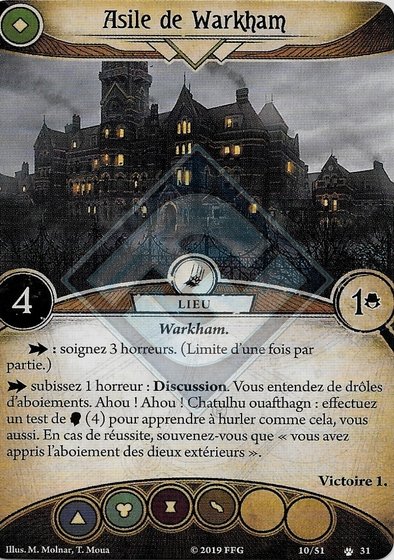 Asile de Warkham
4
LIEU
1
Warkham.
: soignez 3 horreurs. (Limite d'une fois par
partie.)
subissez 1 horreur : Discussion. Vous entendez de drôles
d'aboiements. Ahou ! Ahou ! Chatulhu ouafthagn : effectuez
un test de (4) pour apprendre à hurler comme cela, vous
aussi. En cas de réussite, souvenez-vous que « vous avez
appris l'aboiement des dieux extérieurs ».
Victoire 1.
Illus. M. Molnar, T. Moua
© 2019 FFG
10/51
31